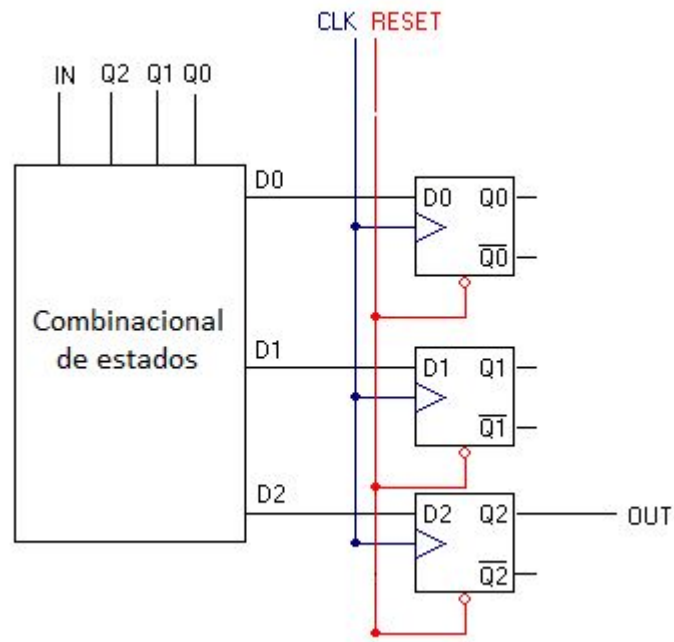 CLK RESET
IN Q2 Q1 Q0
D0
D0 Q0
Q0
Combinacional
de estados
D1
D1 Q1
Q1
D2
D2 Q2
OUT
Q2